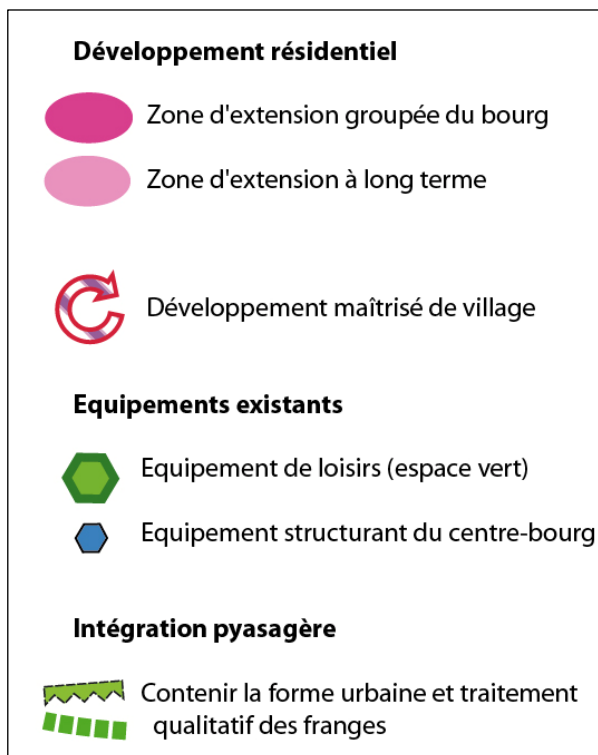 Développement résidentiel
Zone d'extension groupée du bourg
Zone d'extension à long terme
Développement maîtrisé de village
Equipements existants
Equipement de loisirs (espace vert)
Equipement structurant du centre-bourg
Intégration pyasagère
Contenir la forme urbaine et traitement
qualitatif des franges